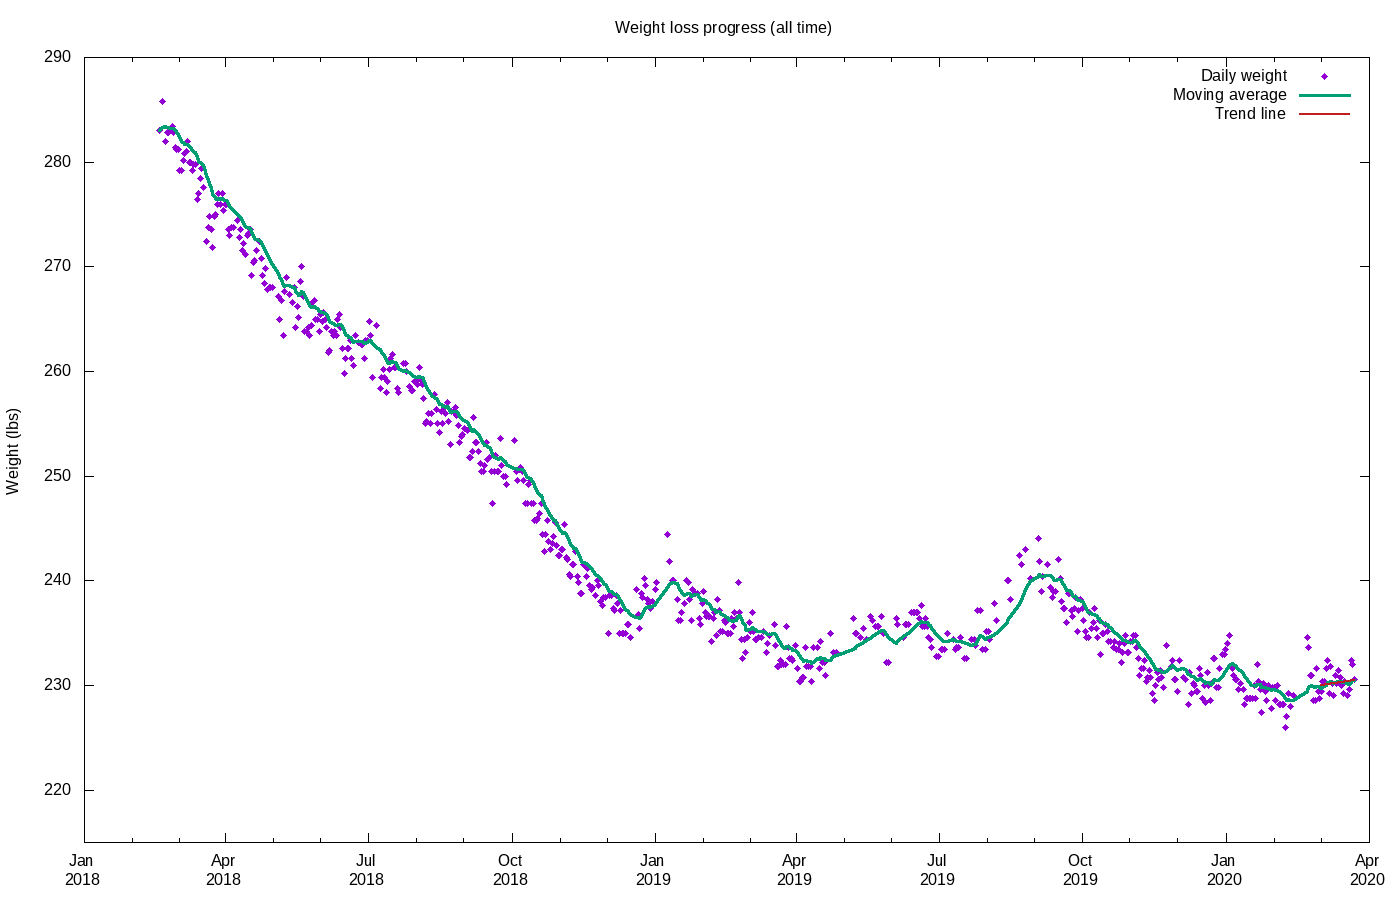 Weight loss progress (all time)
290
280
270
260
250
240
230
220
Weight (lbs)
Daily weight
Moving average
Trend line
Jan Apr Jul Oct Jan Apr Jul Oct Jan Apr
2018 2018 2018 2018 2019 2019 2019 2019 2020 2020